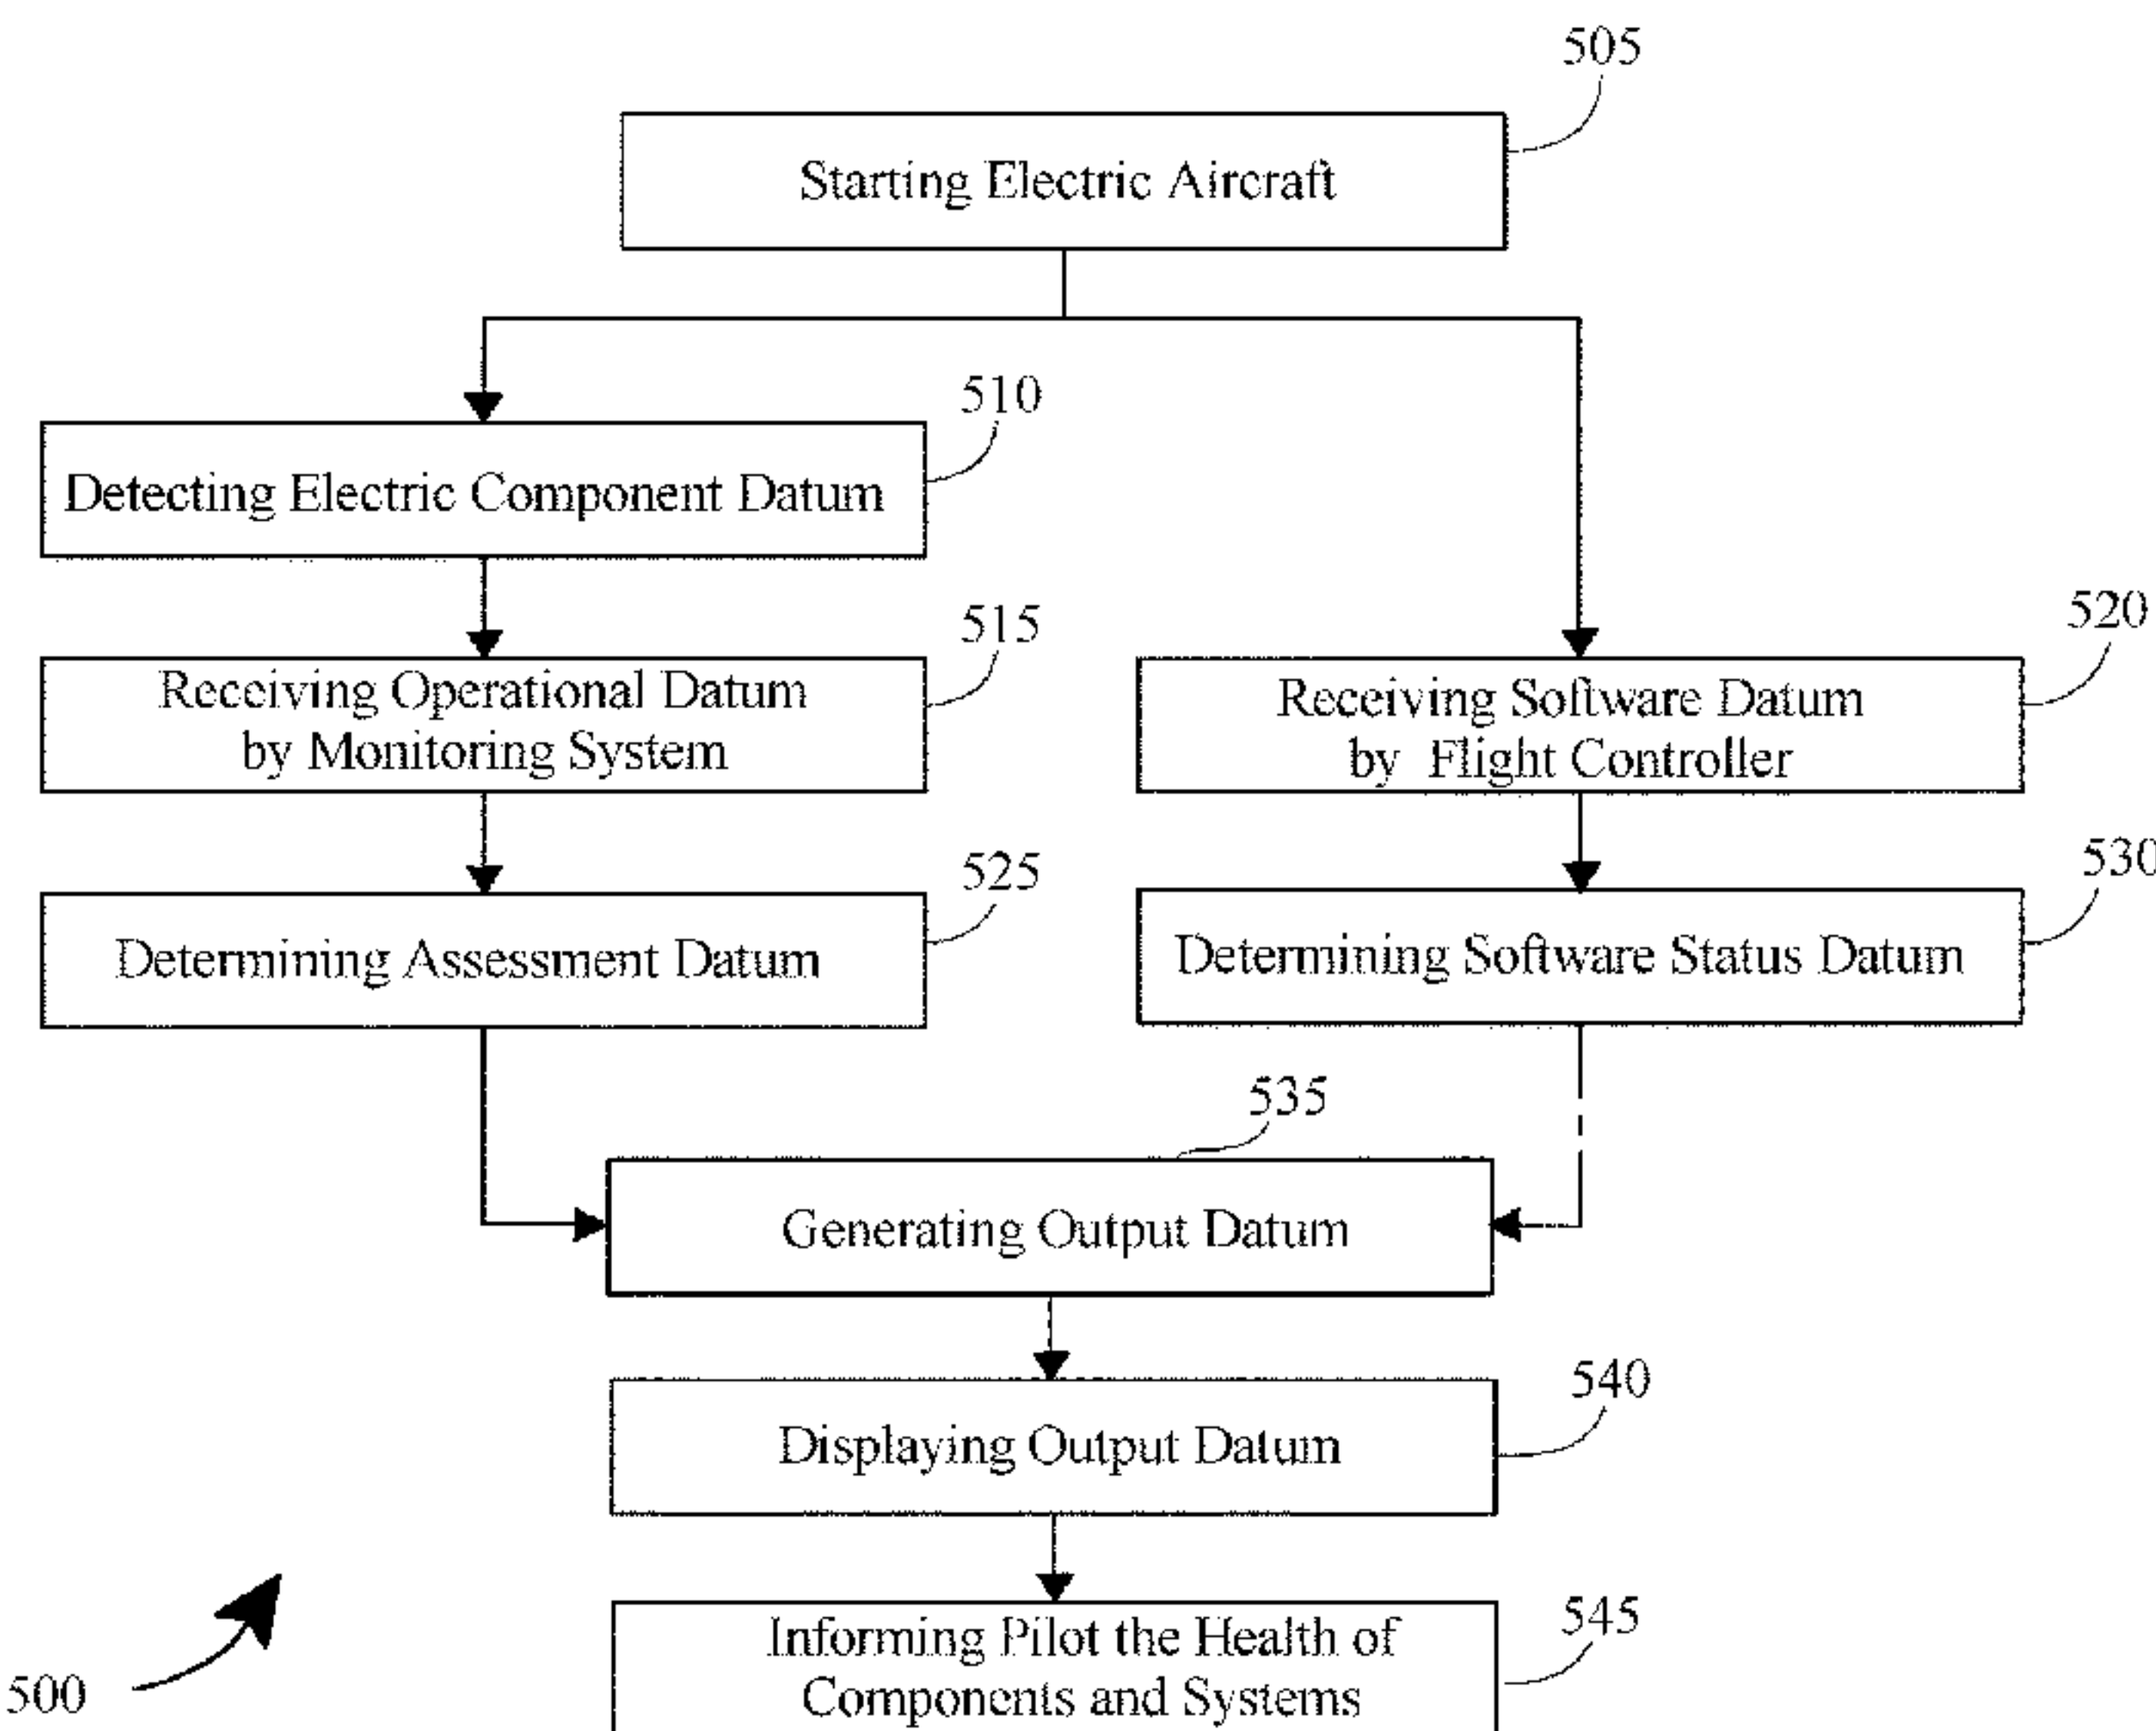 505
Starting Electric Aircraft
510
Detecting Electric Component Datum
515
Receiving Operational Datum
by Monitoring System
520
Receiving Software Datum
by Flight Controller
525
Determining Assessment Datum
530
Determining Software Status Datum
535
Generating Output Datum
540
Displaying Output Datum
545
Informing Pilot the Health of
Components and Systems
500